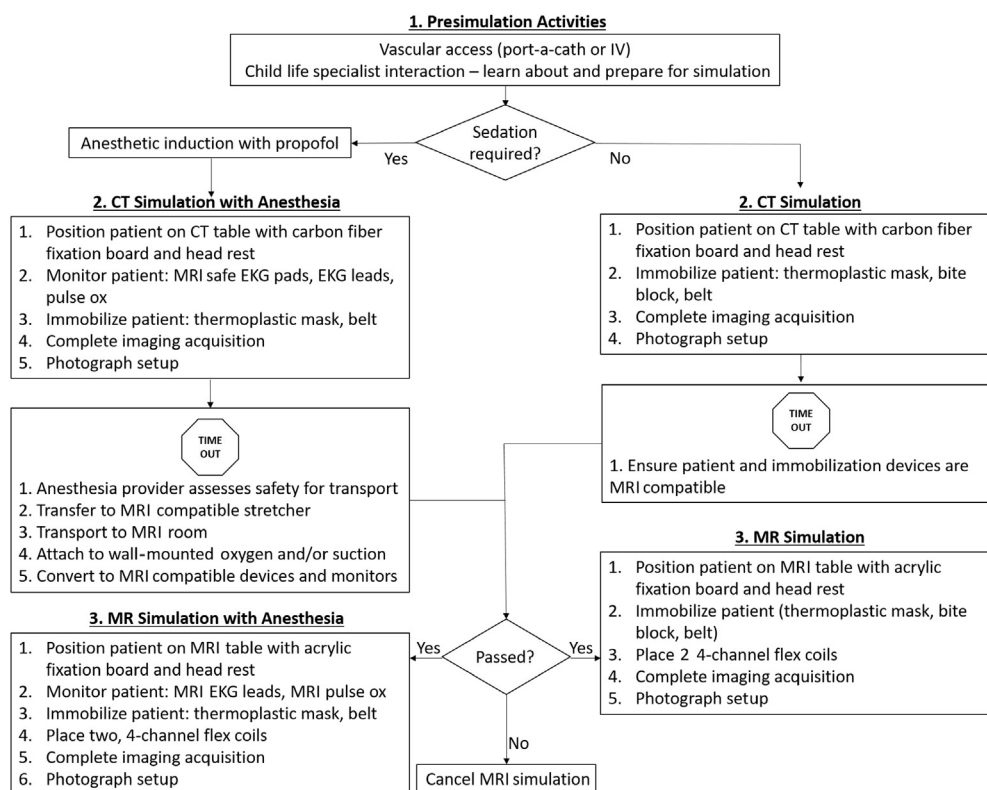 1. Presimulation Activities
Vascular access (port-a-cath or IV)
Child life specialist interaction – learn about and prepare for simulation
Sedation
required?
Yes
No
Anesthetic induction with propofol
2. CT Simulation with Anesthesia
1. Position patient on CT table with carbon fiber
fixation board and head rest
2. Monitor patient: MRI safe EKG pads, EKG leads,
pulse ox
3. Immobilize patient: thermoplastic mask, belt
4. Complete imaging acquisition
5. Photograph setup
2. CT Simulation
1. Position patient on CT table with carbon fiber
fixation board and head rest
2. Immobilize patient: thermoplastic mask, bite
block, belt
3. Complete imaging acquisition
4. Photograph setup
TIME
OUT
1. Anesthesia provider assesses safety for transport
2. Transfer to MRI compatible stretcher
3. Transport to MRI room
4. Attach to wall-mounted oxygen and/or suction
5. Convert to MRI compatible devices and monitors
TIME
OUT
1. Ensure patient and immobilization devices are
MRI compatible
3. MR Simulation with Anesthesia
1. Position patient on MRI table with acrylic
fixation board and head rest
2. Monitor patient: MRI EKG leads, MRI pulse ox
3. Immobilize patient: thermoplastic mask, belt
4. Place two, 4-channel flex coils
5. Complete imaging acquisition
6. Photograph setup
Yes
Passed?
Yes
No
Cancel MRI simulation
3. MR Simulation
1. Position patient on MRI table with acrylic
fixation board and head rest
2. Immobilize patient (thermoplastic mask, bite
block, belt)
3. Place 2 4-channel flex coils
4. Complete imaging acquisition
5. Photograph setup